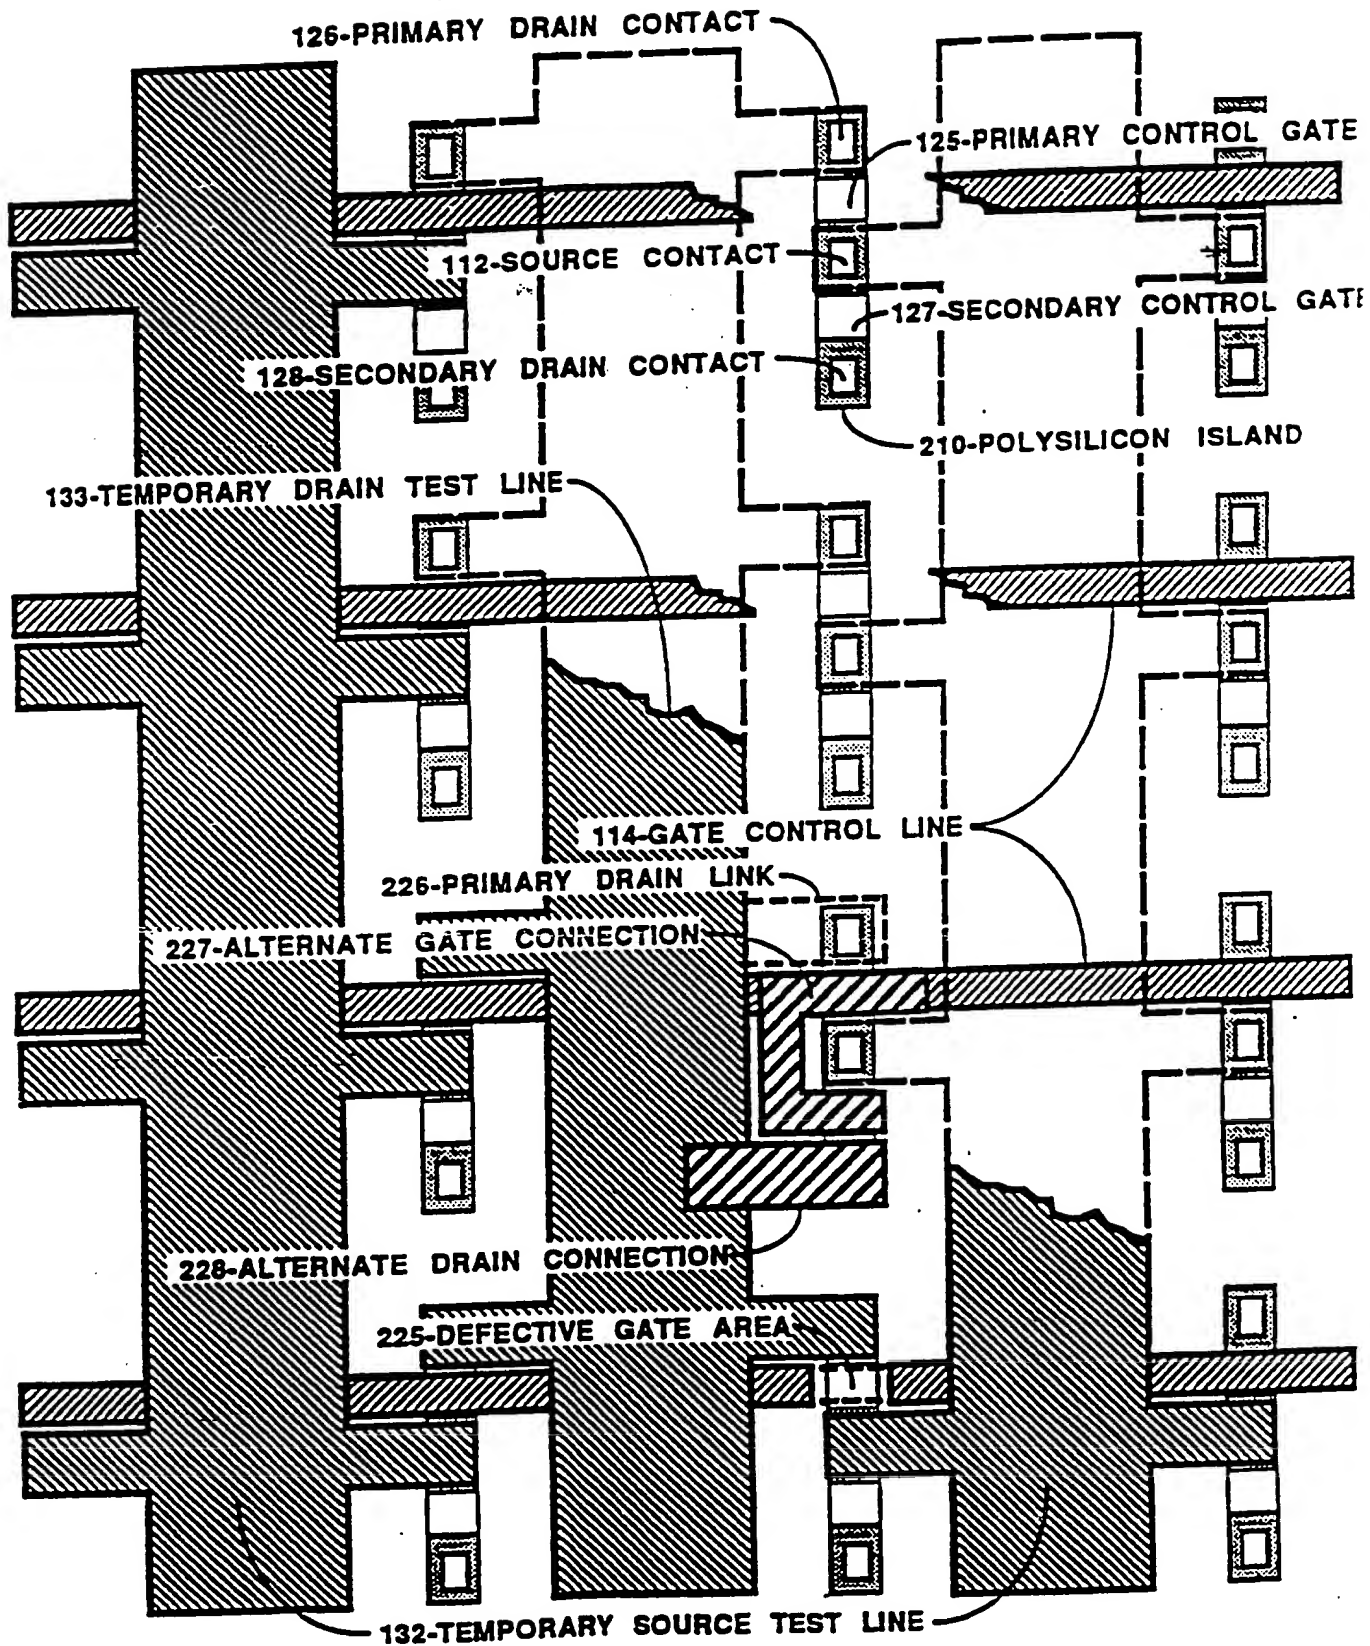 126-PRIMARY DRAIN CONTACT
125-PRIMARY CONTROL GATE
112-SOURCE CONTACT
127-SECONDARY CONTROL GATE
128-SECONDARY DRAIN CONTACT
210-POLYSILICON ISLAND
133-TEMPORARY DRAIN TEST LINE
114-GATE CONTROL LINE
226-PRIMARY DRAIN LINK
227-ALTERNATE GATE CONNECTION
228-ALTERNATE DRAIN CONNECTION
225-DEFECTIVE GATE AREA
132-TEMPORARY SOURCE TEST LINE